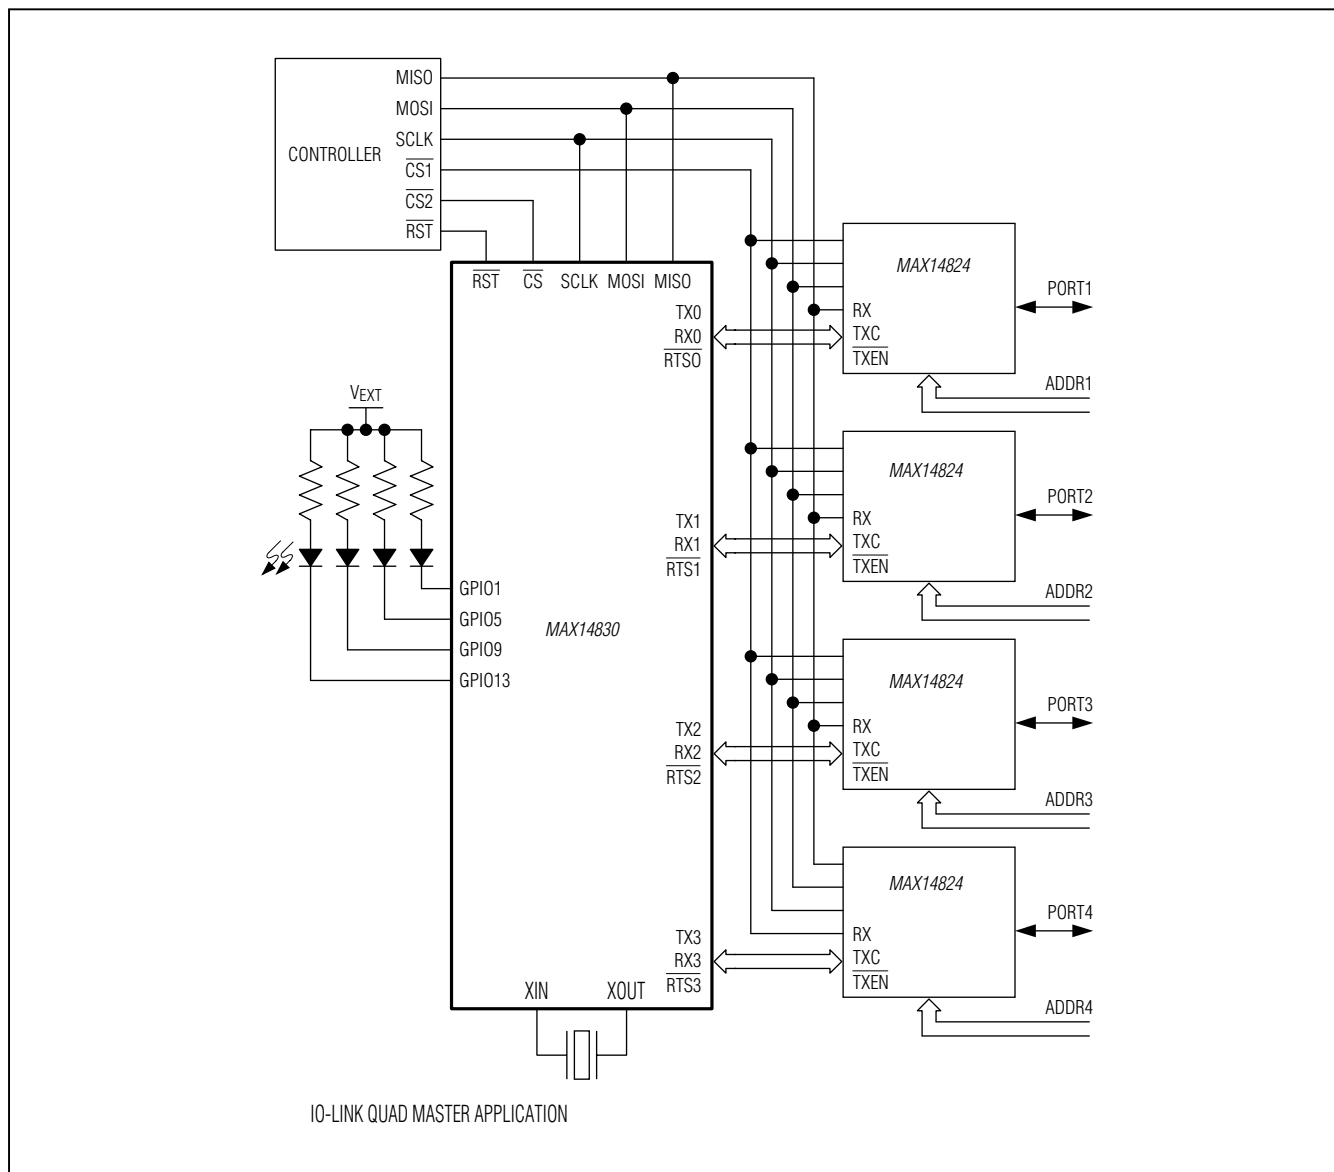 CONTROLLER
MISO
MOSI
SCLK
CS1
CS2
RST
RST CS SCLK MOSI MISO
MAX14830
TX0
RX0
RTS0
TX1
RX1
RTS1
TX2
RX2
RTS2
TX3
RX3
RTS3
VEXT
GPIO1
GPIO5
GPIO9
GPIO13
XIN XOUT
MAX14824
RX
TXC
TXEN
PORT1
ADDR1
MAX14824
RX
TXC
TXEN
PORT2
ADDR2
MAX14824
RX
TXC
TXEN
PORT3
ADDR3
MAX14824
RX
TXC
TXEN
PORT4
ADDR4
IO-LINK QUAD MASTER APPLICATION